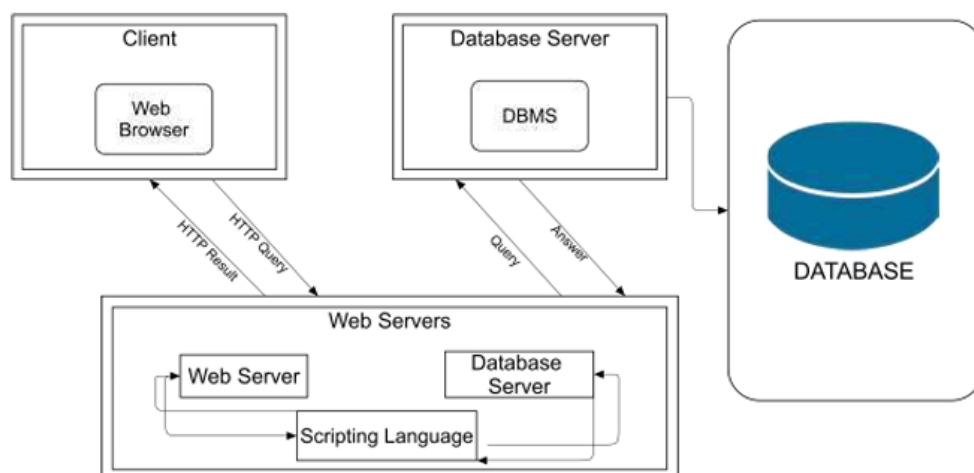 Client
Web
Browser
Database Server
DBMS
DATABASE
HTTP Result
HTTP Query
Query
Answer
Web Servers
Web Server
Database
Server
Scripting Language